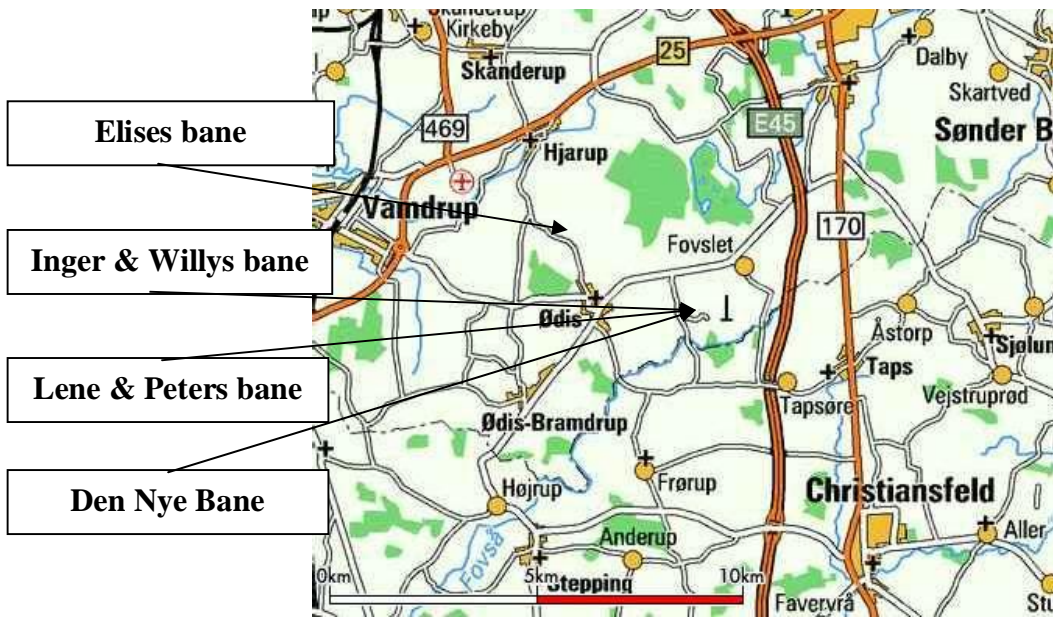 Elises bane
Inger & Willys bane
Lene & Peters bane
Den Nye Bane
Kirkeby
Skanderup
25
Dalby
Skartved
Sønder B
469
Hjarup
E45
Vamdrup
Fovslet
170
Ødis
Åstorp
Sjølun
Taps
Tapsøre
Vejstruprød
Ødis-Bramdrup
Højrup
Frørup
Christiansfeld
Anderup
Aller
Fovså
0km
5km
10km
Stepping
Favervrå
Stu